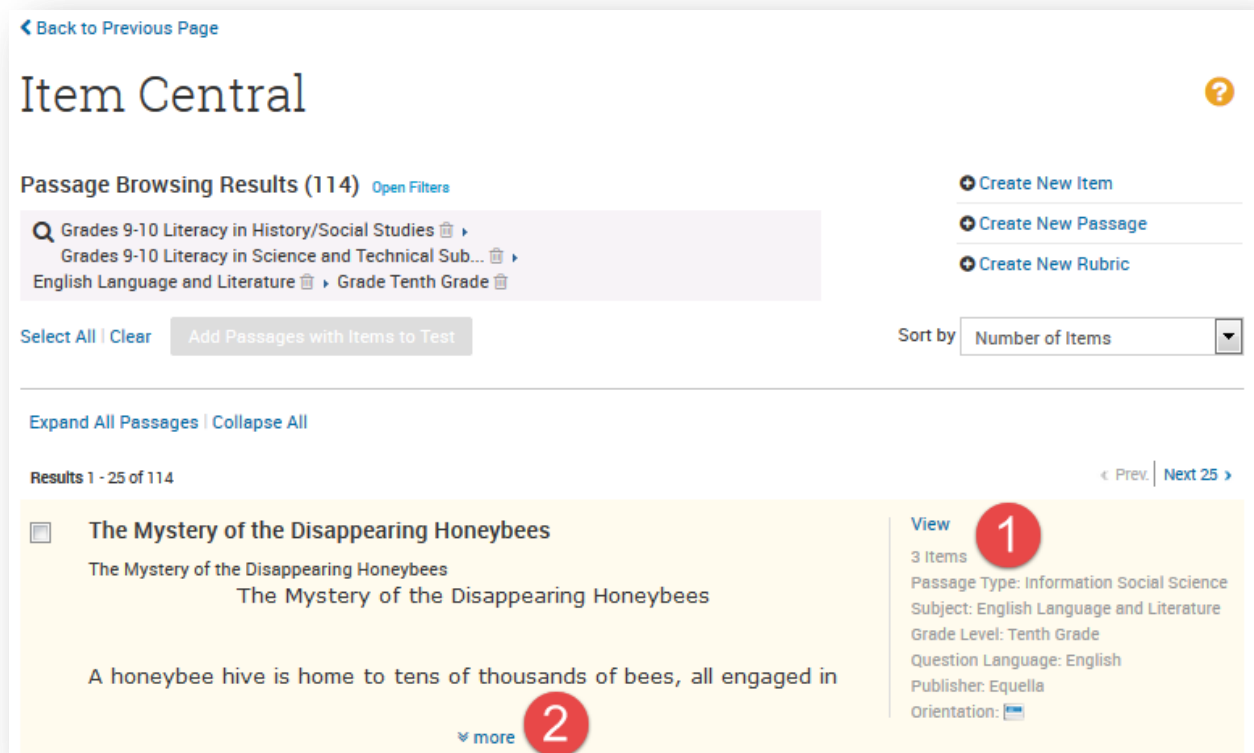 Back to Previous Page
Item Central
?
Passage Browsing Results (114) Open Filters
Create New Item
Grades 9-10 Literacy in History/Social Studies
Create New Passage
Grades 9-10 Literacy in Science and Technical Sub...
English Language and Literature Grade Tenth Grade
Create New Rubric
Select All | Clear Add Passages with Items to Test
Sort by Number of Items
Expand All Passages | Collapse All
Results 1 - 25 of 114
‹ Prev. | Next 25 ›
The Mystery of the Disappearing Honeybees
The Mystery of the Disappearing Honeybees
The Mystery of the Disappearing Honeybees
A honeybee hive is home to tens of thousands of bees, all engaged in
more 2
View 1
3 Items
Passage Type: Information Social Science
Subject: English Language and Literature
Grade Level: Tenth Grade
Question Language: English
Publisher: Equella
Orientation: